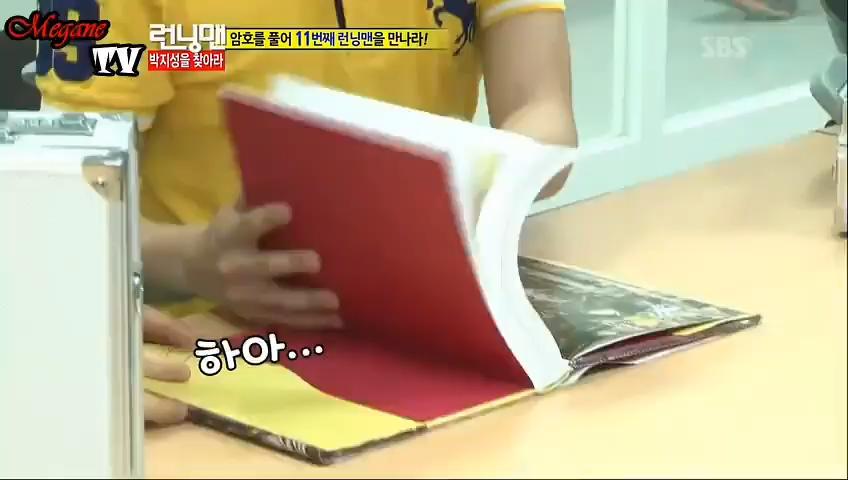 Megane
TV
런닝맨
박지성을 찾아라
암호를 풀어 11번째 런닝맨을 만나라!
SBS
하아...